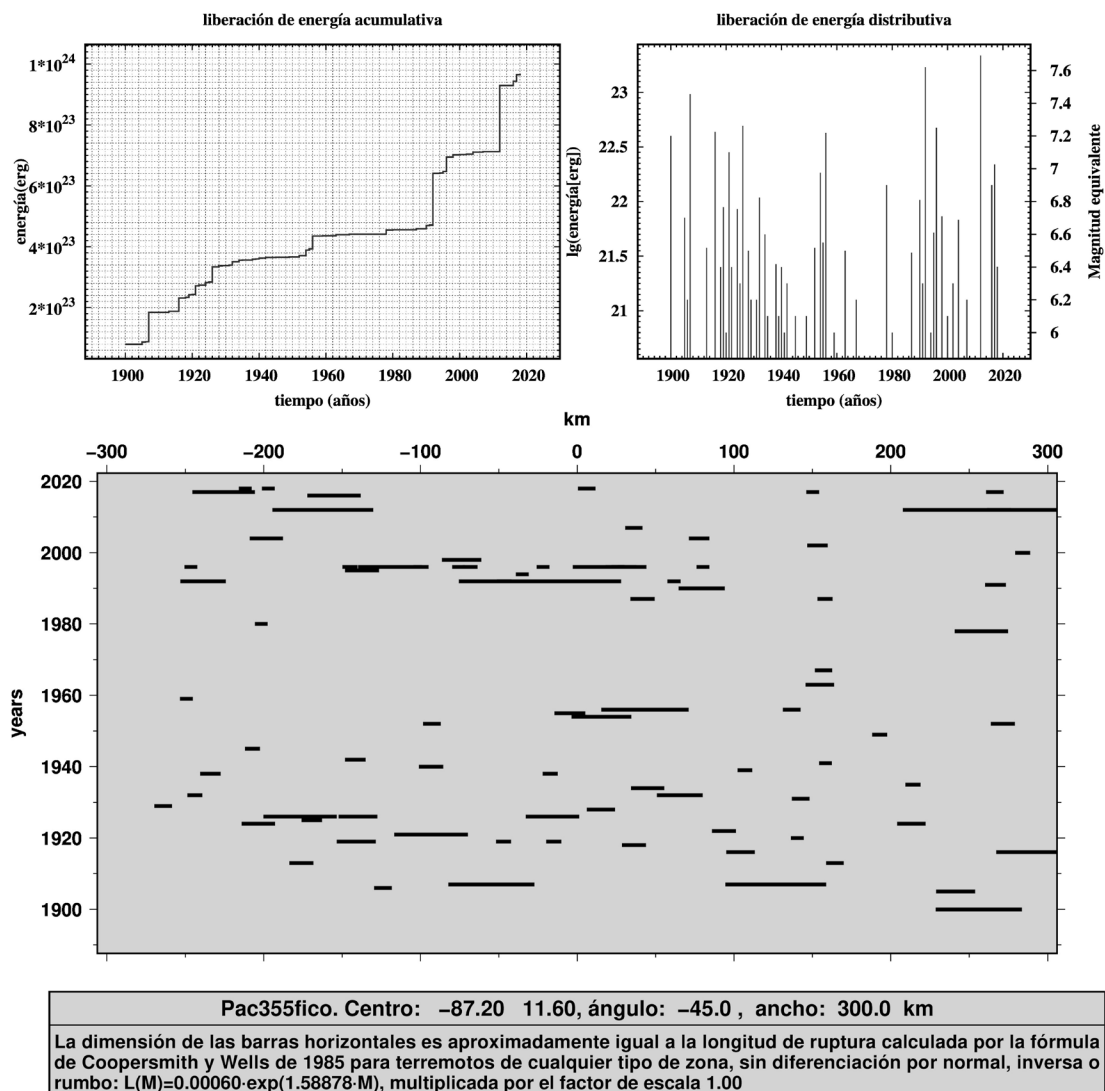 liberación de energía acumulativa
energía(erg)
1*10^24
8*10^23
6*10^23
4*10^23
2*10^23
1900 1920 1940 1960 1980 2000 2020
tiempo (años)
liberación de energía distributiva
lg(energía[erg])
23
22.5
22
21.5
21
7.6
7.4
7.2
7
6.8
6.6
6.4
6.2
6
Magnitud equivalente
1900 1920 1940 1960 1980 2000 2020
tiempo (años)
km
−300 −200 −100 0 100 200 300
years
2020
2000
1980
1960
1940
1920
1900
Pac355fico. Centro: −87.20 11.60, ángulo: −45.0 , ancho: 300.0 km
La dimensión de las barras horizontales es aproximadamente igual a la longitud de ruptura calculada por la fórmula
de Coopersmith y Wells de 1985 para terremotos de cualquier tipo de zona, sin diferenciación por normal, inversa o
rumbo: L(M)=0.00060·exp(1.58878·M), multiplicada por el factor de escala 1.00